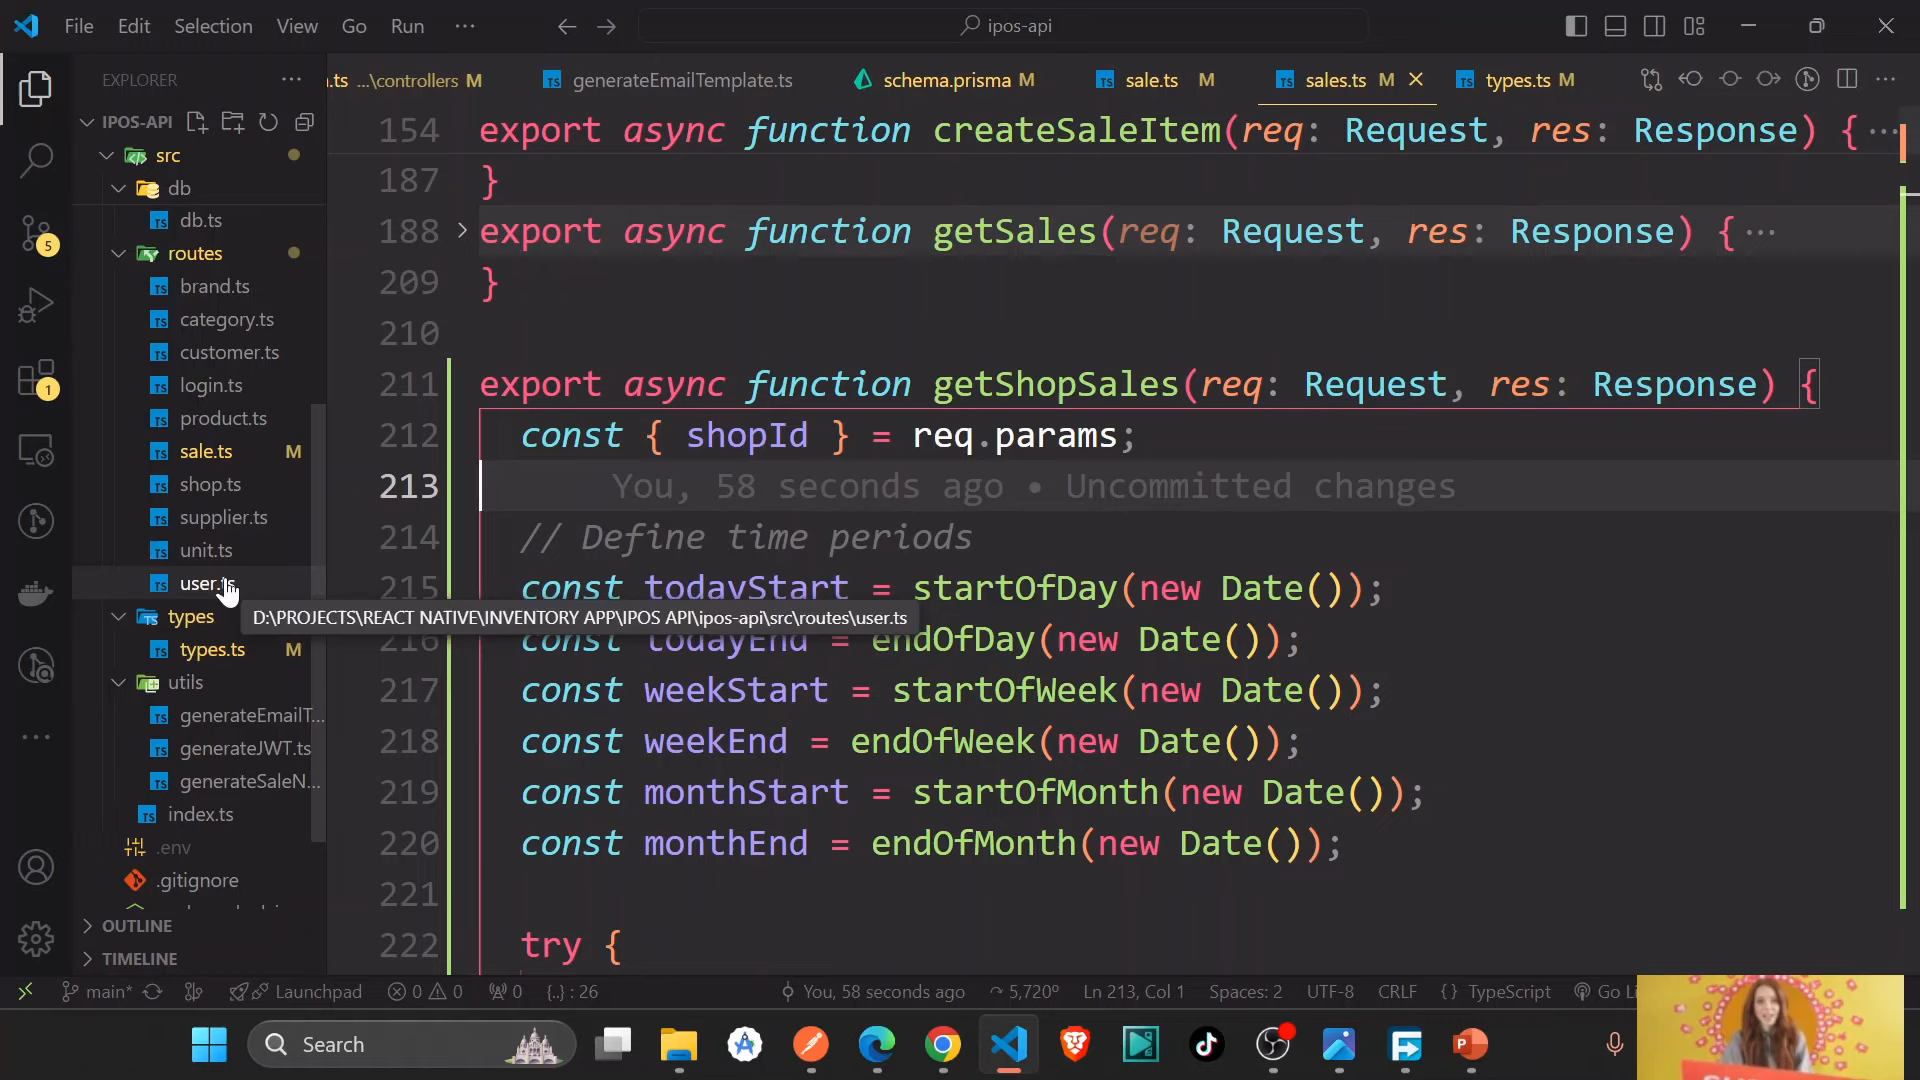 File Edit Selection View Go Run ···
ipos-api
EXPLORER ···
.ts ...\controllers M
generateEmailTemplate.ts
schema.prisma M
sale.ts M
sales.ts M
types.ts M
IPOS-API
src
db
db.ts
routes
brand.ts
category.ts
customer.ts
login.ts
product.ts
sale.ts M
shop.ts
supplier.ts
unit.ts
user.ts
types
types.ts M
utils
generateEmailT...
generateJWT.ts
generateSaleN...
index.ts
.env
.gitignore
OUTLINE
TIMELINE
5
1
154 export async function createSaleItem(req: Request, res: Response) {···
187 }
188 export async function getSales(req: Request, res: Response) {···
209 }
210
211 export async function getShopSales(req: Request, res: Response) {
212 const { shopId } = req.params;
213 You, 58 seconds ago • Uncommitted changes
214 // Define time periods
215 const todayStart = startOfDay(new Date());
D:\PROJECTS\REACT NATIVE\INVENTORY APP\IPOS API\ipos-api\src\routes\user.ts
216 const todayEnd = endOfDay(new Date());
217 const weekStart = startOfWeek(new Date());
218 const weekEnd = endOfWeek(new Date());
219 const monthStart = startOfMonth(new Date());
220 const monthEnd = endOfMonth(new Date());
221
222 try {
main* Launchpad 0 0 0 {..} : 26 You, 58 seconds ago 5,720º Ln 213, Col 1 Spaces: 2 UTF-8 CRLF {} TypeScript Go Li
Search